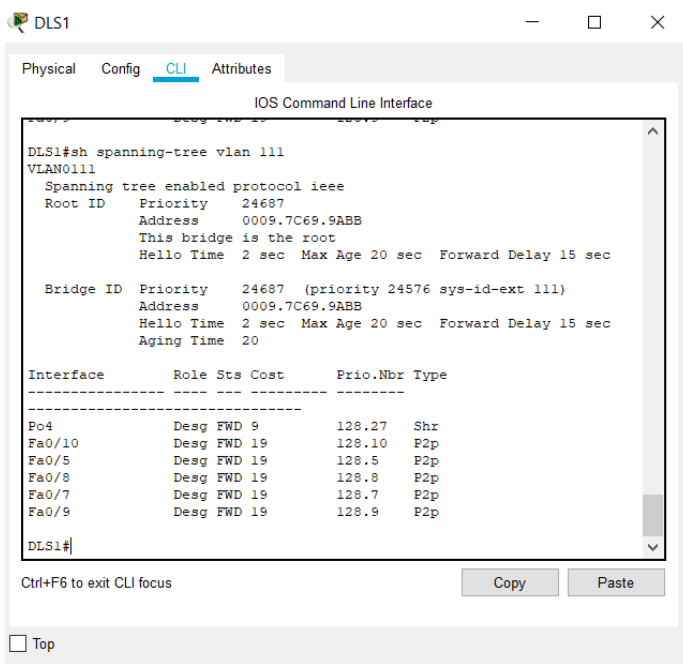 DLS1
Physical Config CLI Attributes
IOS Command Line Interface
DLS1#sh spanning-tree vlan 111
VLAN0111
  Spanning tree enabled protocol ieee
  Root ID    Priority    24687
             Address     0009.7C69.9ABB
             This bridge is the root
             Hello Time  2 sec  Max Age 20 sec  Forward Delay 15 sec

  Bridge ID  Priority    24687  (priority 24576 sys-id-ext 111)
             Address     0009.7C69.9ABB
             Hello Time  2 sec  Max Age 20 sec  Forward Delay 15 sec
             Aging Time  20

Interface        Role Sts Cost      Prio.Nbr Type
---------------- ---- --- --------- --------
--------------------------------
Po4              Desg FWD 9         128.27   Shr
Fa0/10           Desg FWD 19        128.10   P2p
Fa0/5            Desg FWD 19        128.5    P2p
Fa0/8            Desg FWD 19        128.8    P2p
Fa0/7            Desg FWD 19        128.7    P2p
Fa0/9            Desg FWD 19        128.9    P2p

DLS1#
Ctrl+F6 to exit CLI focus
Copy Paste
Top